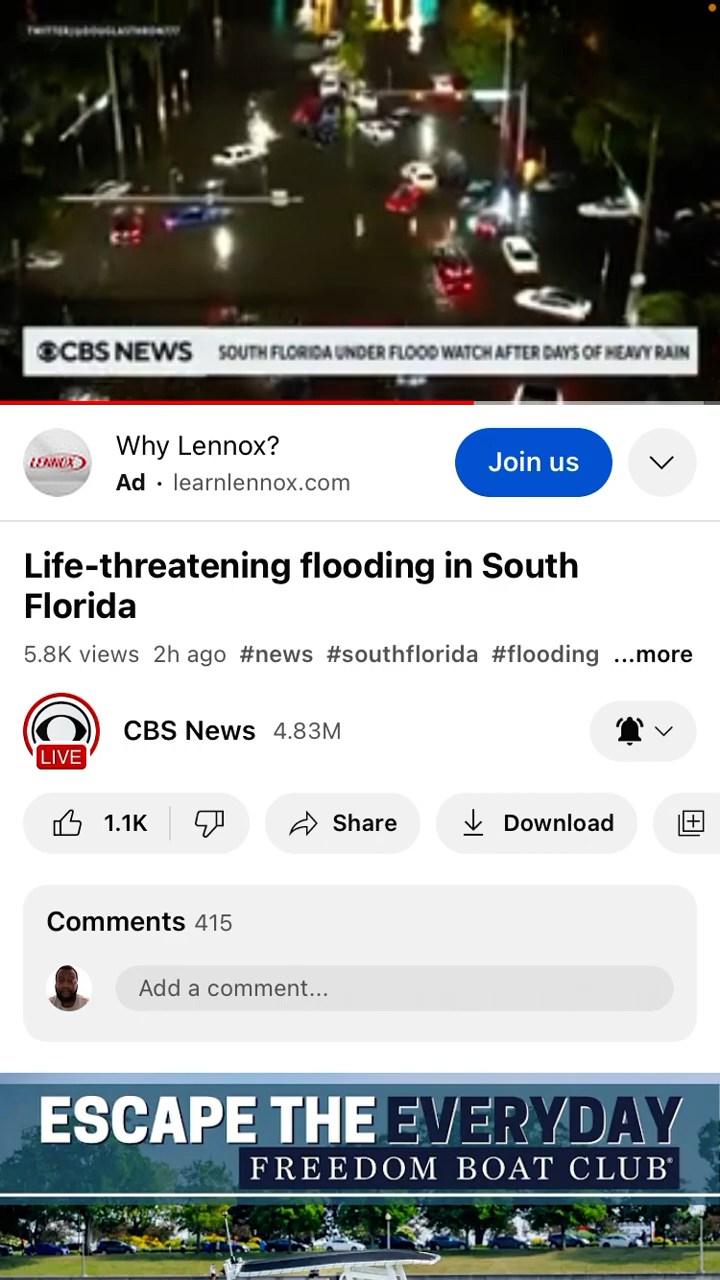 CBS NEWS SOUTH FLORIDA UNDER FLOOD WATCH AFTER DAYS OF HEAVY RAIN
LENNOX
Why Lennox?
Ad · learnlennox.com
Join us
Life-threatening flooding in South
Florida
5.8K views 2h ago #news #southflorida #flooding ...more
CBS News 4.83M
LIVE
1.1K
Share
Download
Comments 415
Add a comment...
ESCAPE THE EVERYDAY
FREEDOM BOAT CLUB®